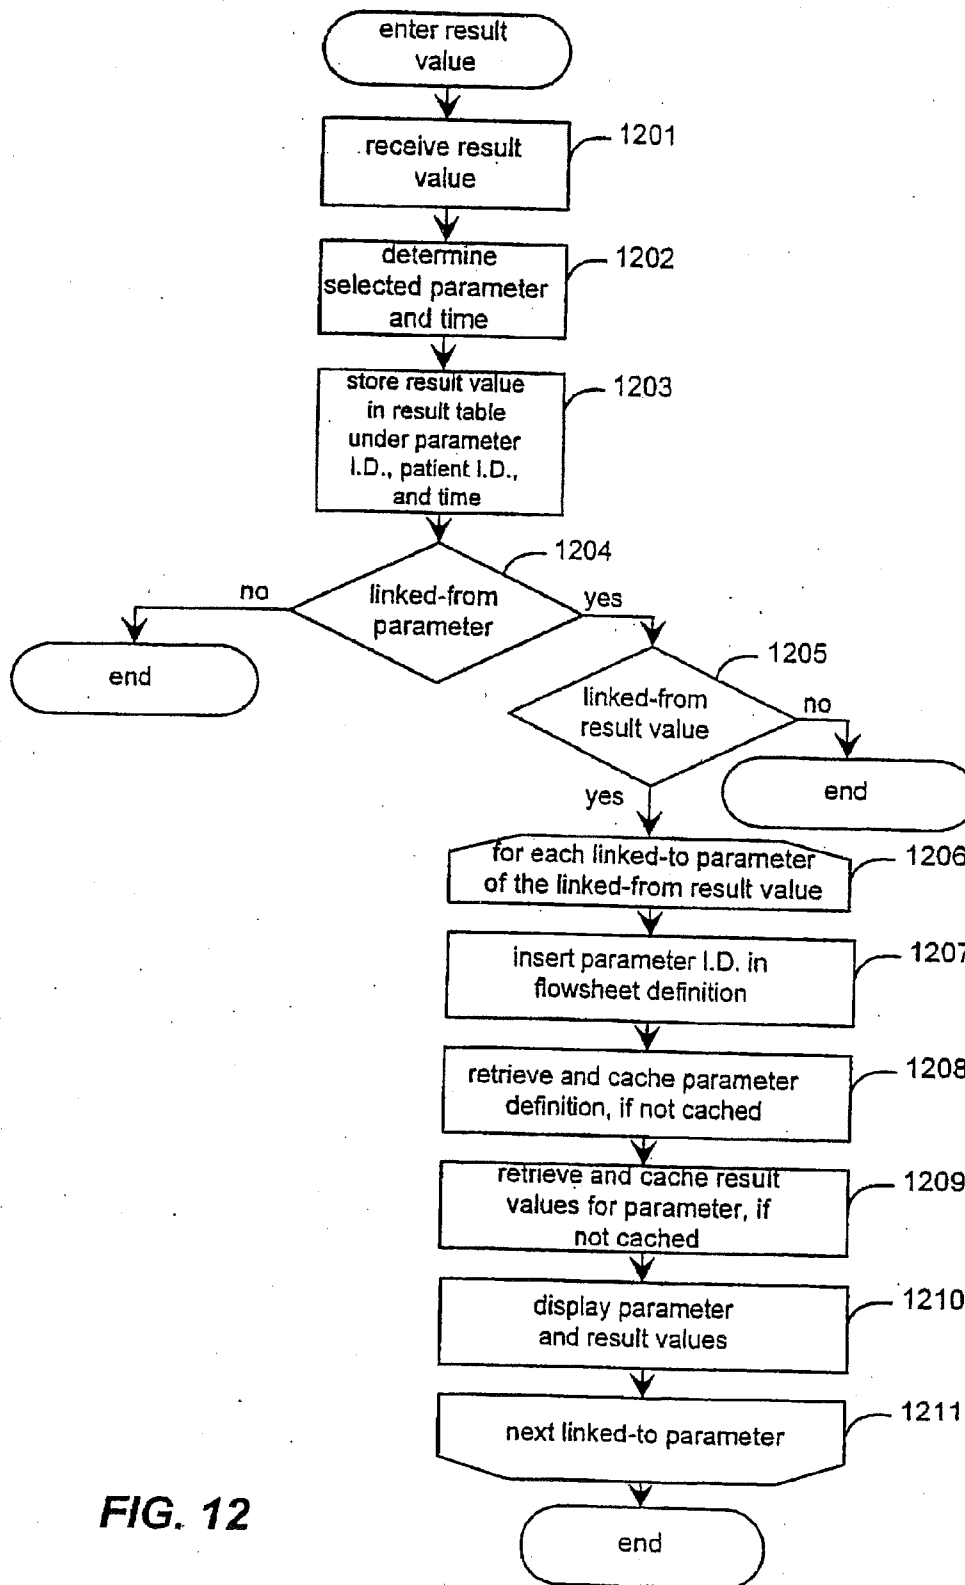 enter result
value
1201
receive result
value
1202
determine
selected parameter
and time
1203
store result value
in result table
under parameter
I.D., patient I.D.,
and time
1204
no
linked-from
parameter
yes
end
1205
linked-from
result value
no
end
yes
1206
for each linked-to parameter
of the linked-from result value
1207
insert parameter I.D. in
flowsheet definition
1208
retrieve and cache parameter
definition, if not cached
1209
retrieve and cache result
values for parameter, if
not cached
1210
display parameter
and result values
1211
next linked-to parameter
end
FIG. 12